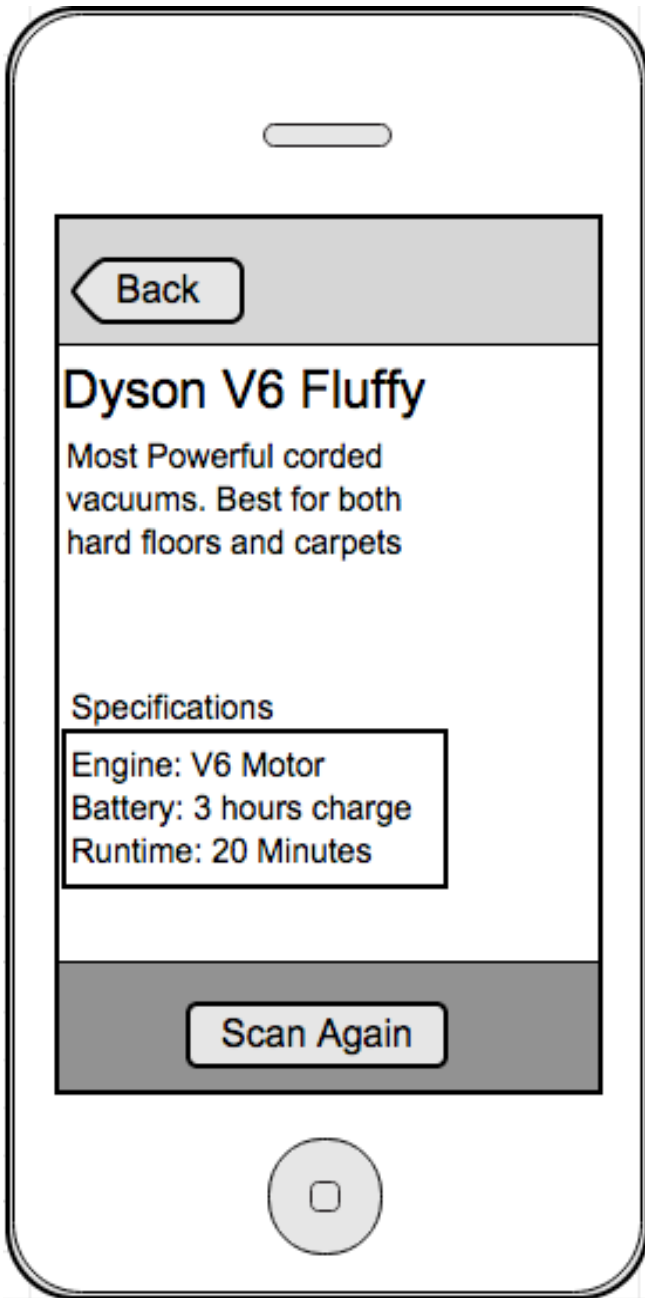 Back
Dyson V6 Fluffy
Most Powerful corded
vacuums. Best for both
hard floors and carpets
Specifications
Engine: V6 Motor
Battery: 3 hours charge
Runtime: 20 Minutes
Scan Again